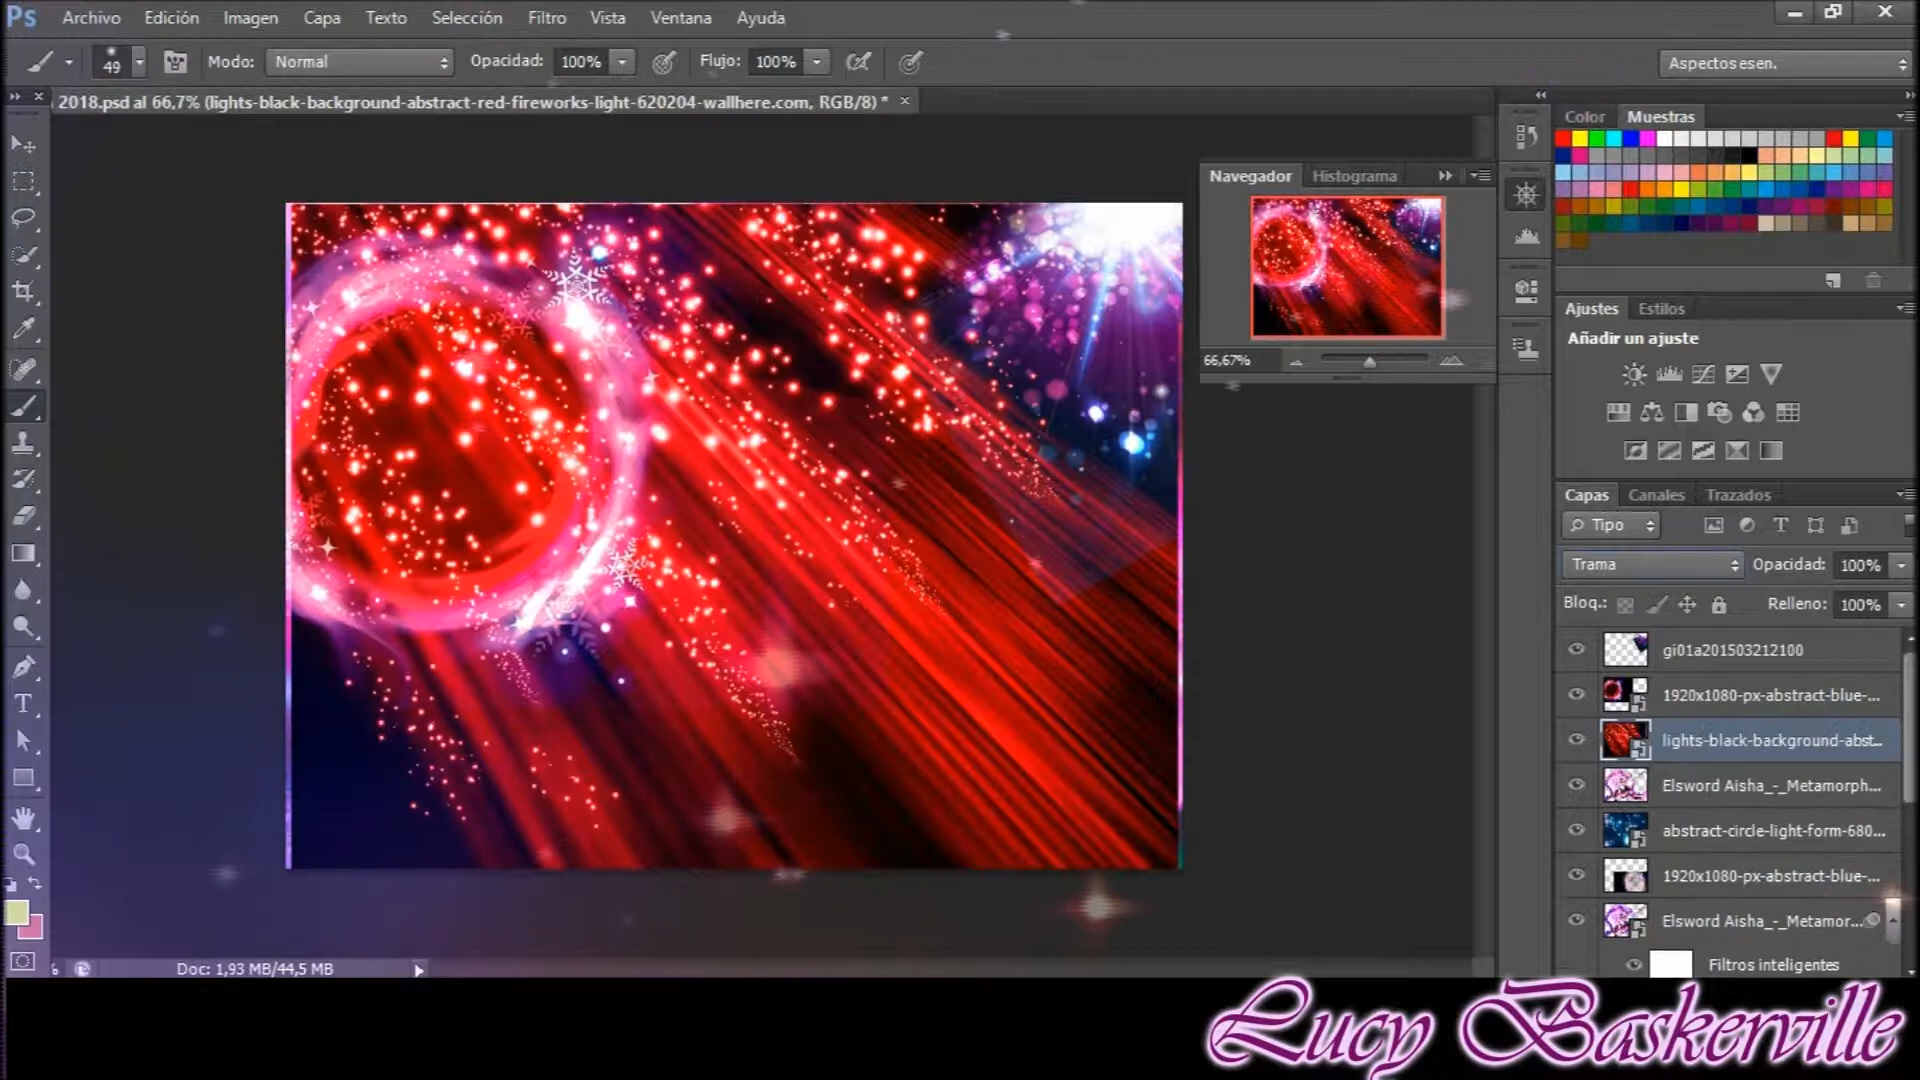 Ps Archivo Edición Imagen Capa Texto Selección Filtro Vista Ventana Ayuda
49 Modo: Normal Opacidad: 100% Flujo: 100% Aspectos esen.
2018.psd al 66,7% (lights-black-background-abstract-red-fireworks-light-620204-wallhere.com, RGB/8) *
Color Muestras
Navegador Histograma
66,67%
Ajustes Estilos
Añadir un ajuste
Capas Canales Trazados
Tipo
Trama Opacidad: 100%
Bloq.: Relleno: 100%
gi01a201503212100
1920x1080-px-abstract-blue-...
lights-black-background-abst...
Elsword Aisha_-_Metamorph...
abstract-circle-light-form-680...
1920x1080-px-abstract-blue-...
Elsword Aisha_-_Metamor...
Filtros inteligentes
Doc: 1,93 MB/44,5 MB
Lucy Baskerville